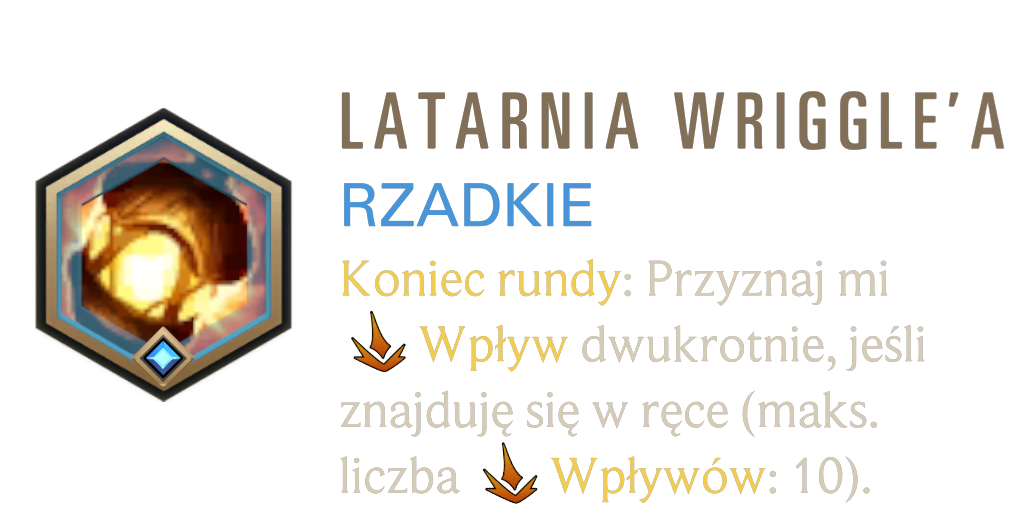 LATARNIA WRIGGLE’A
RZADKIE
Koniec rundy: Przyznaj mi
Wpływ dwukrotnie, jeśli
znajduję się w ręce (maks.
liczba Wpływów: 10).